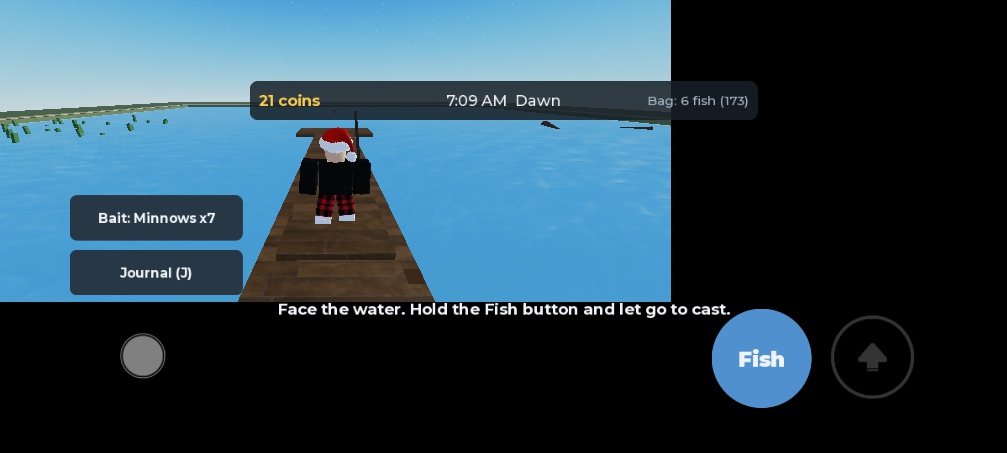 21 coins
7:09 AM Dawn
Bag: 6 fish (173)
Bait: Minnows x7
Journal (J)
Face the water. Hold the Fish button and let go to cast.
Fish